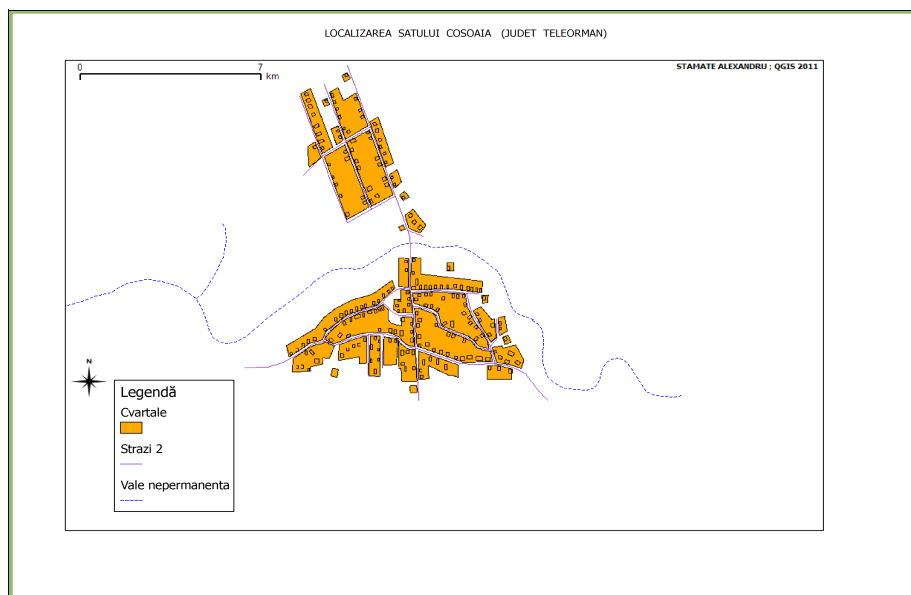 LOCALIZAREA SATULUI COSOAIA (JUDET TELEORMAN)
STAMATE ALEXANDRU ; QGIS 2011
0 7
km
N
Legendă
Cvartale
Strazi 2
Vale nepermanenta